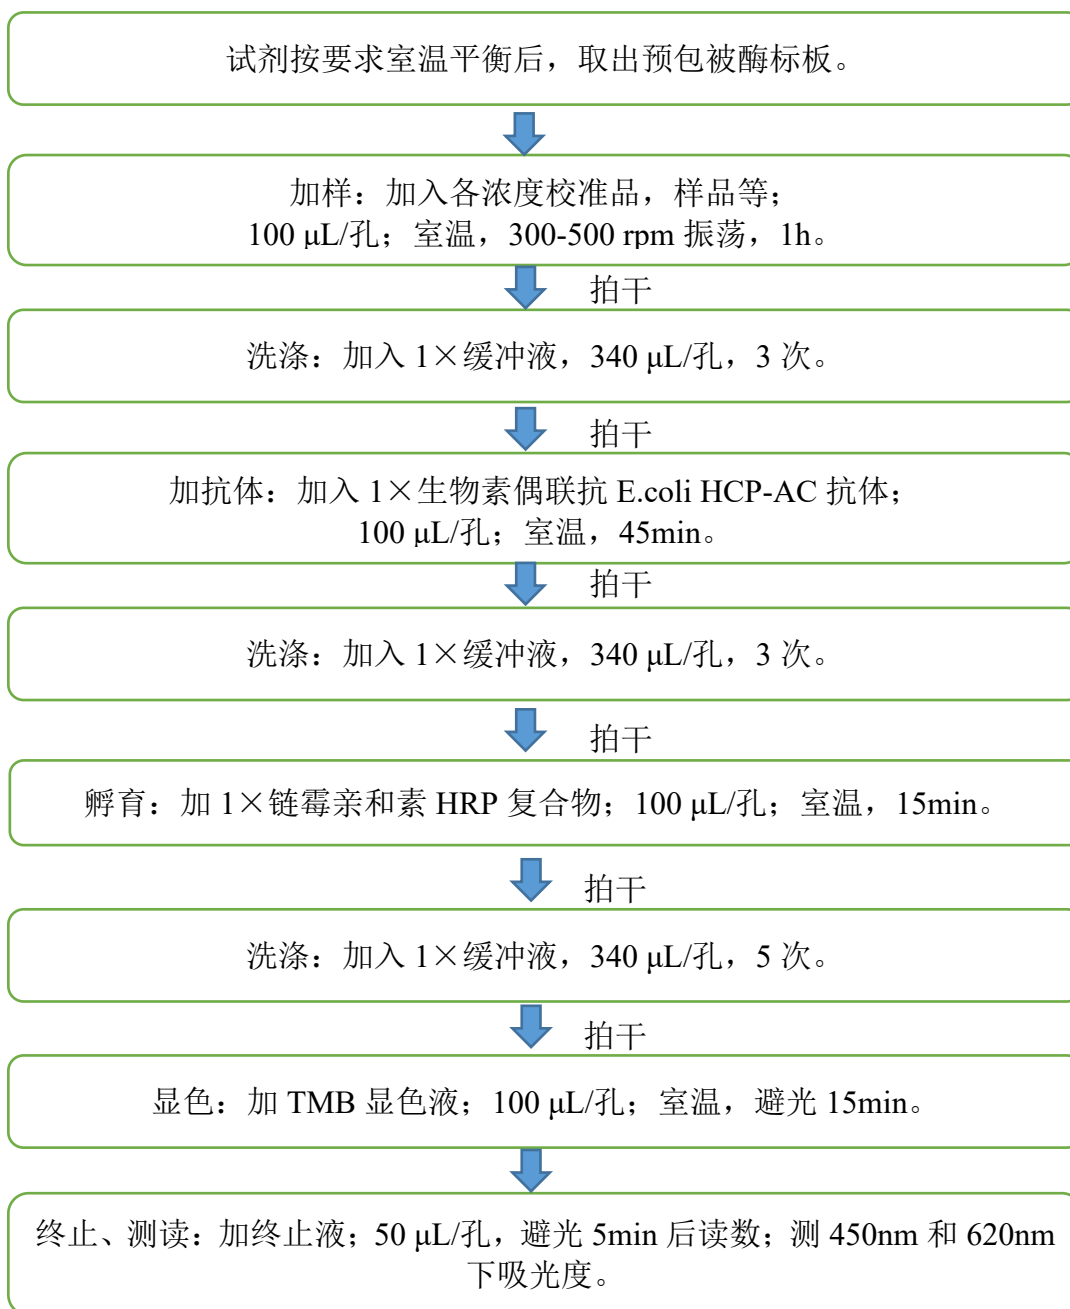 试剂按要求室温平衡后，取出预包被酶标板。
加样：加入各浓度校准品，样品等；
100 μL/孔；室温，300-500 rpm 振荡，1h。
拍干
洗涤：加入 1×缓冲液，340 μL/孔，3 次。
拍干
加抗体：加入 1×生物素偶联抗 E.coli HCP-AC 抗体；
100 μL/孔；室温，45min。
拍干
洗涤：加入 1×缓冲液，340 μL/孔，3 次。
拍干
孵育：加 1×链霉亲和素 HRP 复合物；100 μL/孔；室温，15min。
拍干
洗涤：加入 1×缓冲液，340 μL/孔，5 次。
拍干
显色：加 TMB 显色液；100 μL/孔；室温，避光 15min。
终止、测读：加终止液；50 μL/孔，避光 5min 后读数；测 450nm 和 620nm
下吸光度。